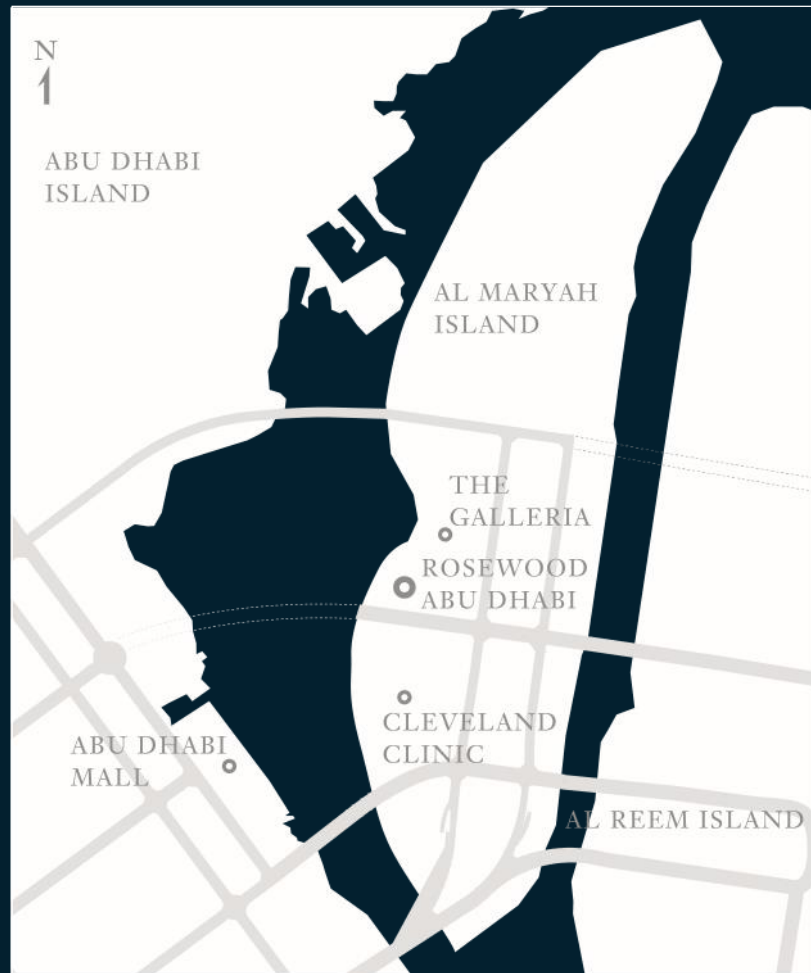 N
ABU DHABI
ISLAND
AL MARYAH
ISLAND
THE
GALLERIA
ROSEWOOD
ABU DHABI
CLEVELAND
CLINIC
ABU DHABI
MALL
AL REEM ISLAND